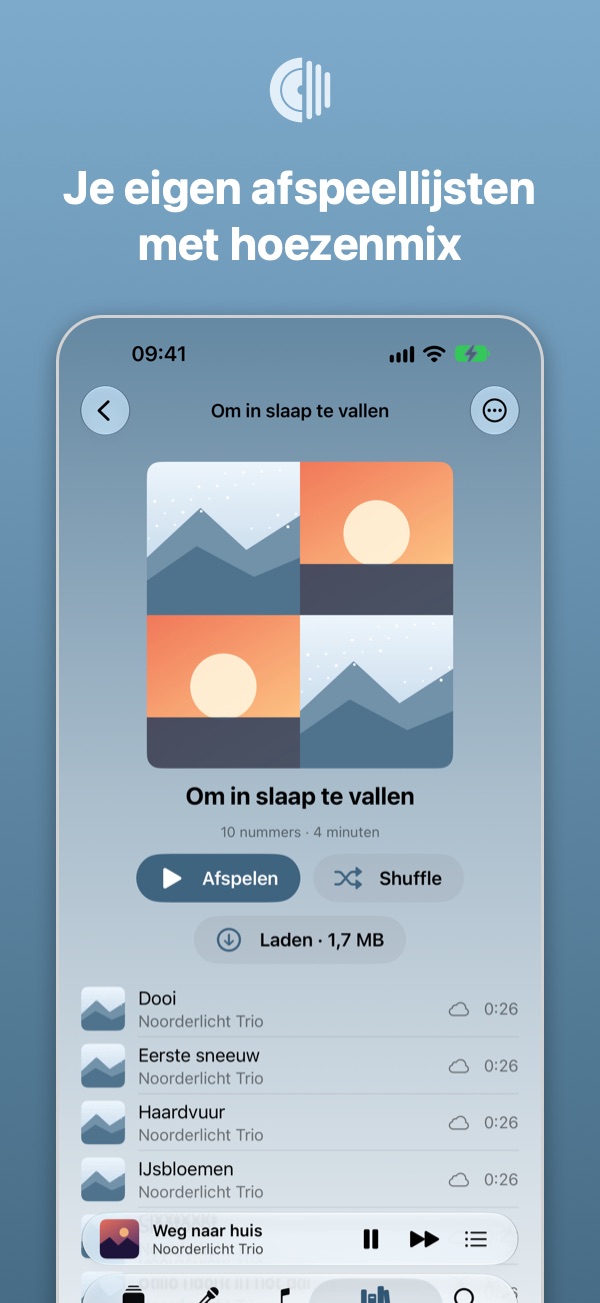 Je eigen afspeellijsten
met hoezenmix
09:41
Om in slaap te vallen
Om in slaap te vallen
10 nummers · 4 minuten
Afspelen
Shuffle
Laden · 1,7 MB
Dooi
Noorderlicht Trio
0:26
Eerste sneeuw
Noorderlicht Trio
0:26
Haardvuur
Noorderlicht Trio
0:26
IJsbloemen
Noorderlicht Trio
0:26
Weg naar huis
Noorderlicht Trio